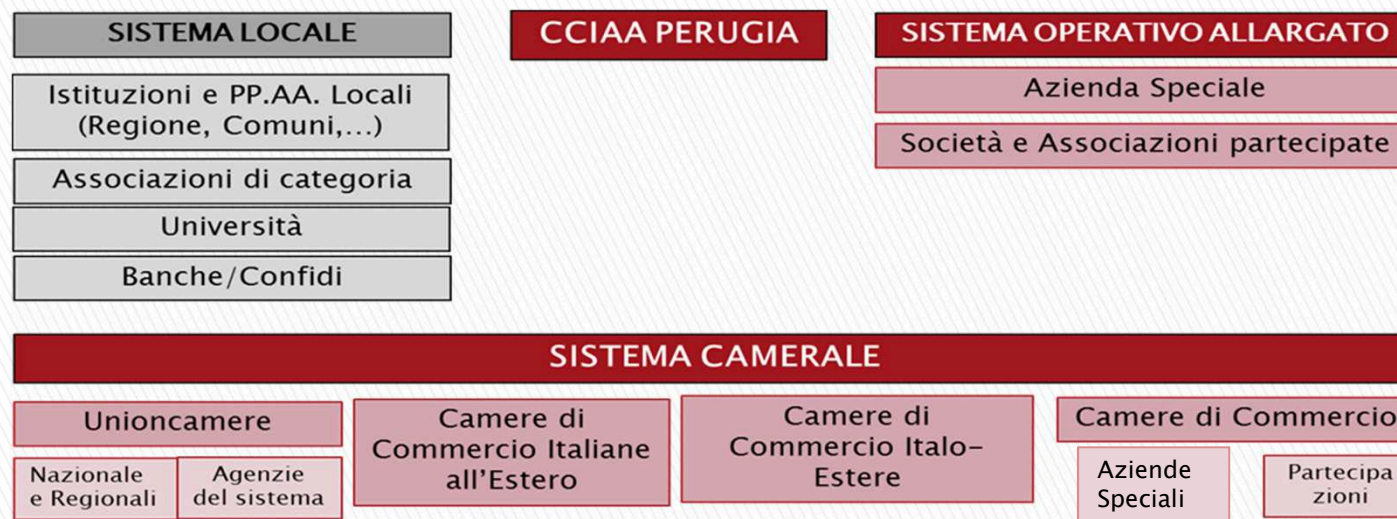 SISTEMA LOCALE
Istituzioni e PP.AA. Locali
(Regione, Comuni,...)
Associazioni di categoria
Università
Banche/Confidi
CCIAA PERUGIA
SISTEMA OPERATIVO ALLARGATO
Azienda Speciale
Società e Associazioni partecipate
SISTEMA CAMERALE
Unioncamere
Nazionale
e Regionali
Agenzie
del sistema
Camere di
Commercio Italiane
all'Estero
Camere di
Commercio Italo-
Estere
Camere di Commercio
Aziende
Speciali
Partecipa
zioni